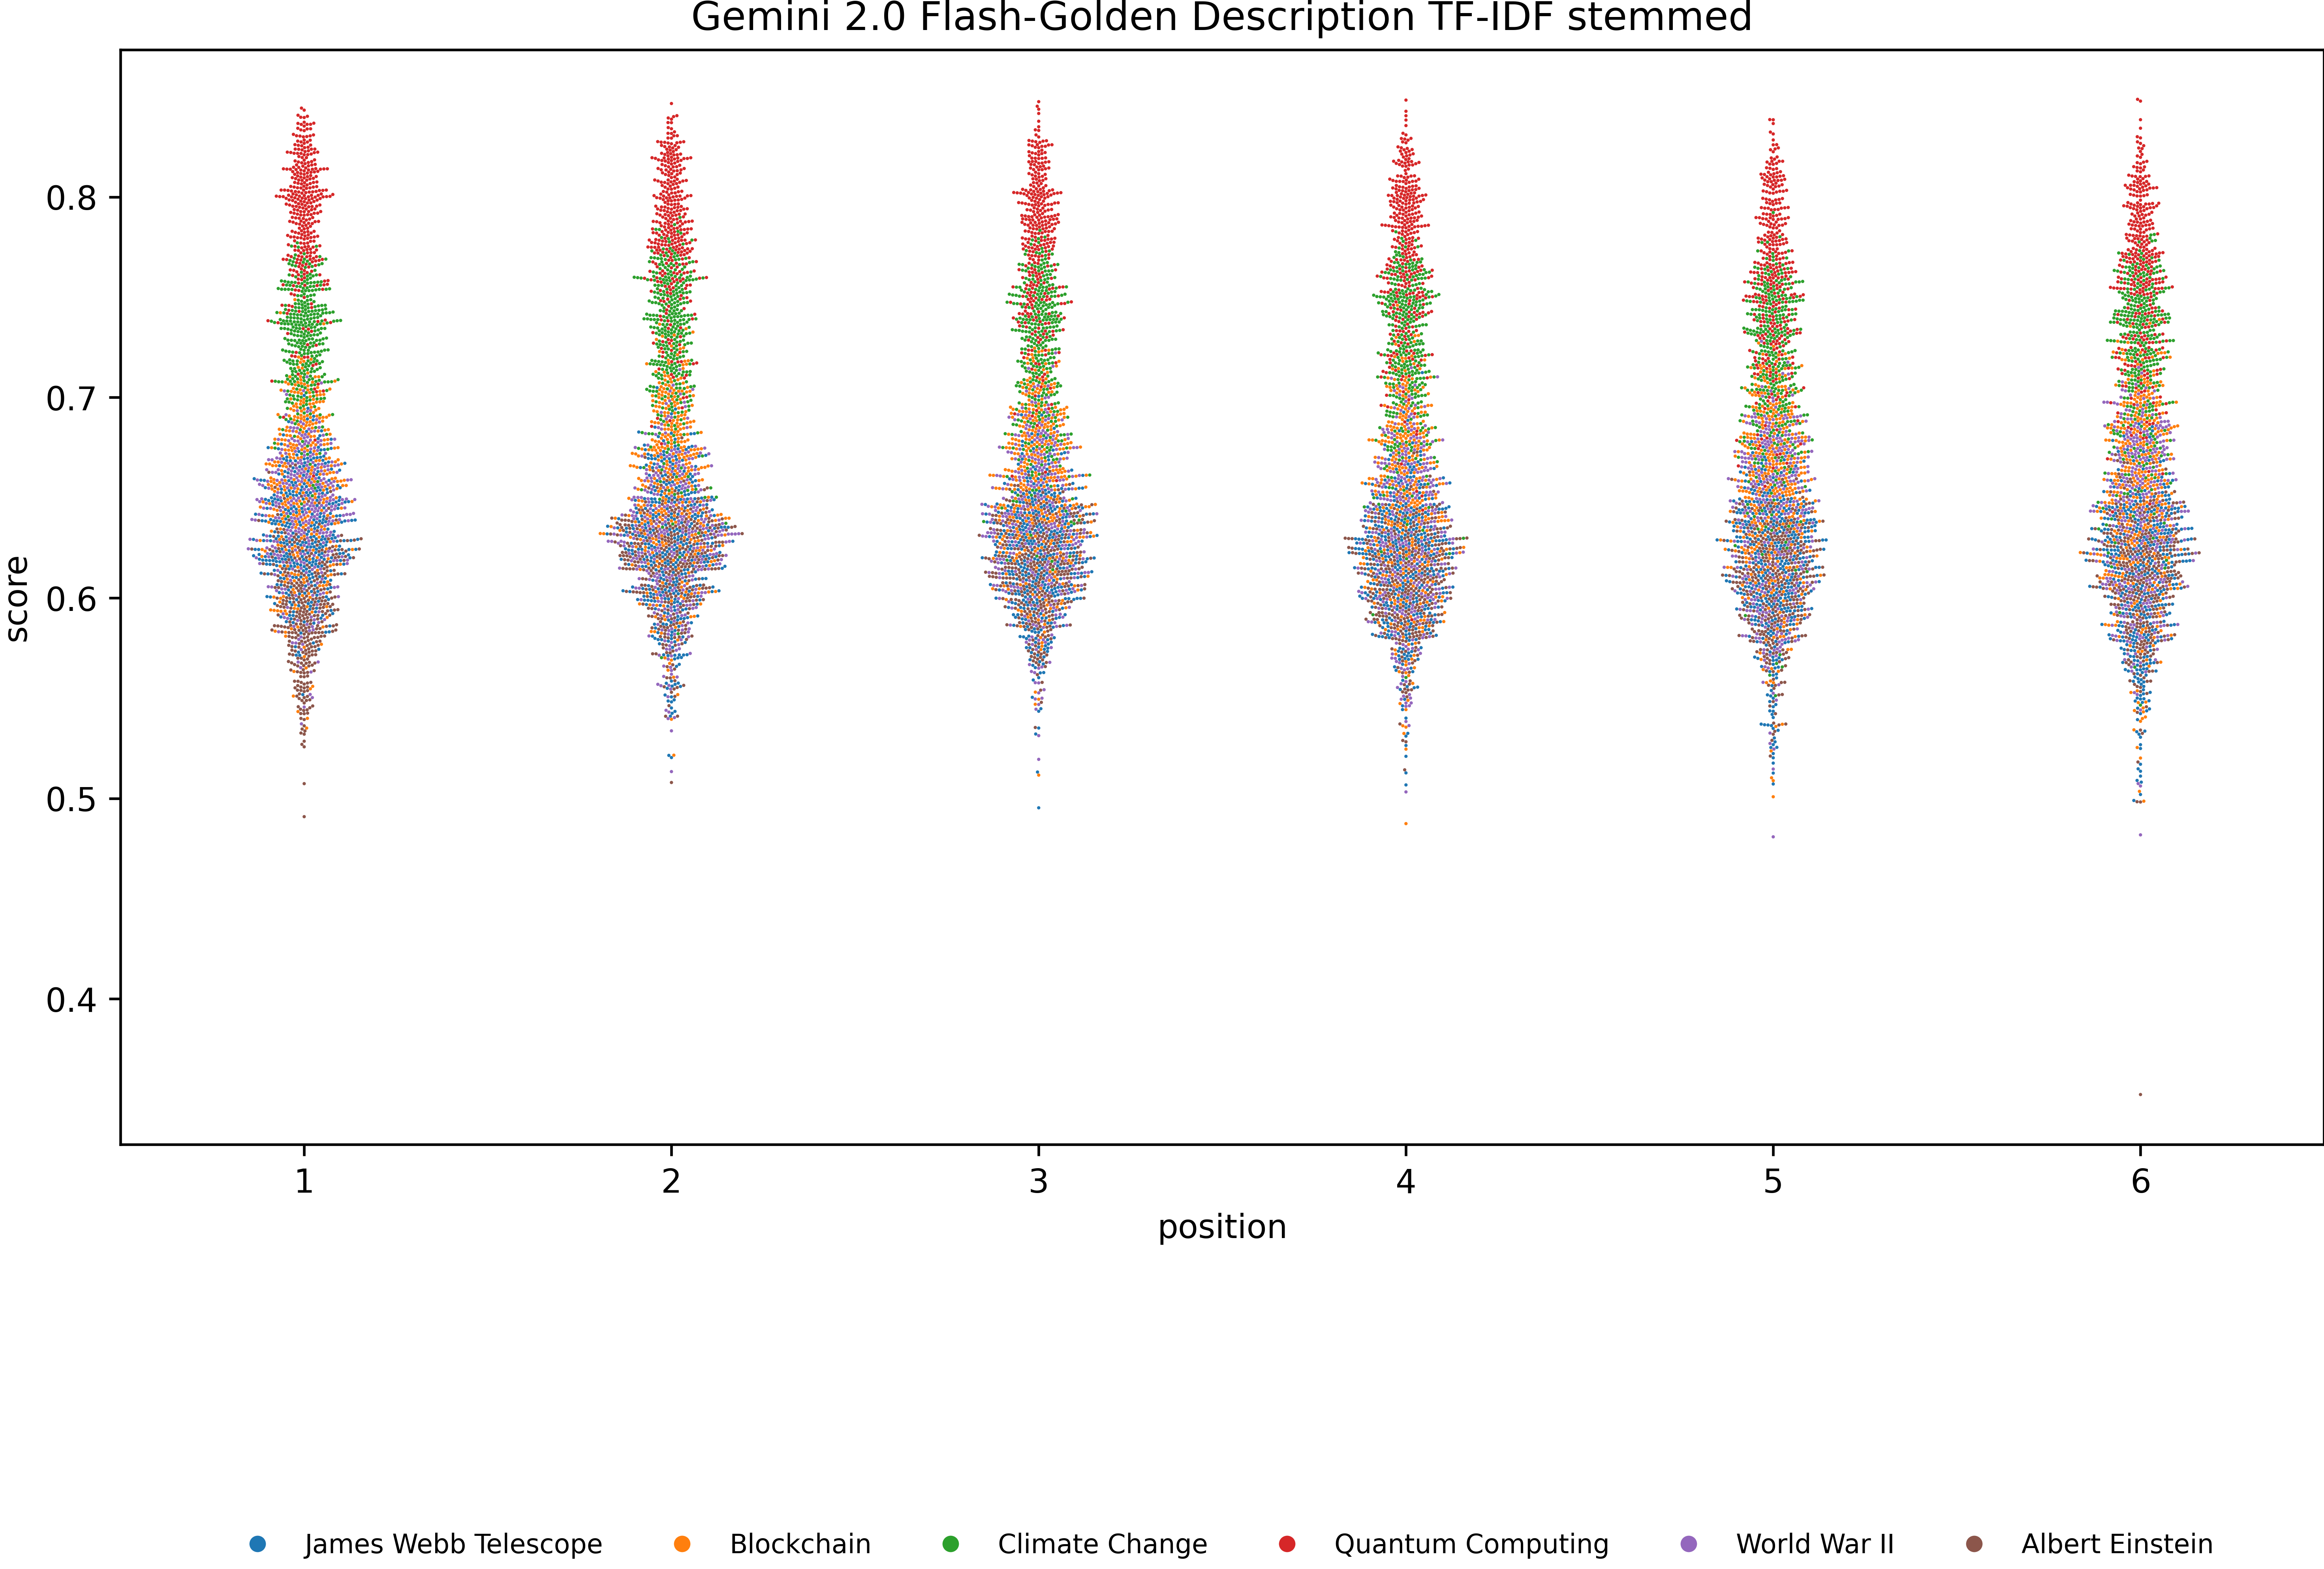 Gemini 2.0 Flash-Golden Description TF-IDF stemmed
score
0.8
0.7
0.6
0.5
0.4
1 2 3 4 5 6
position
James Webb Telescope Blockchain Climate Change Quantum Computing World War II Albert Einstein